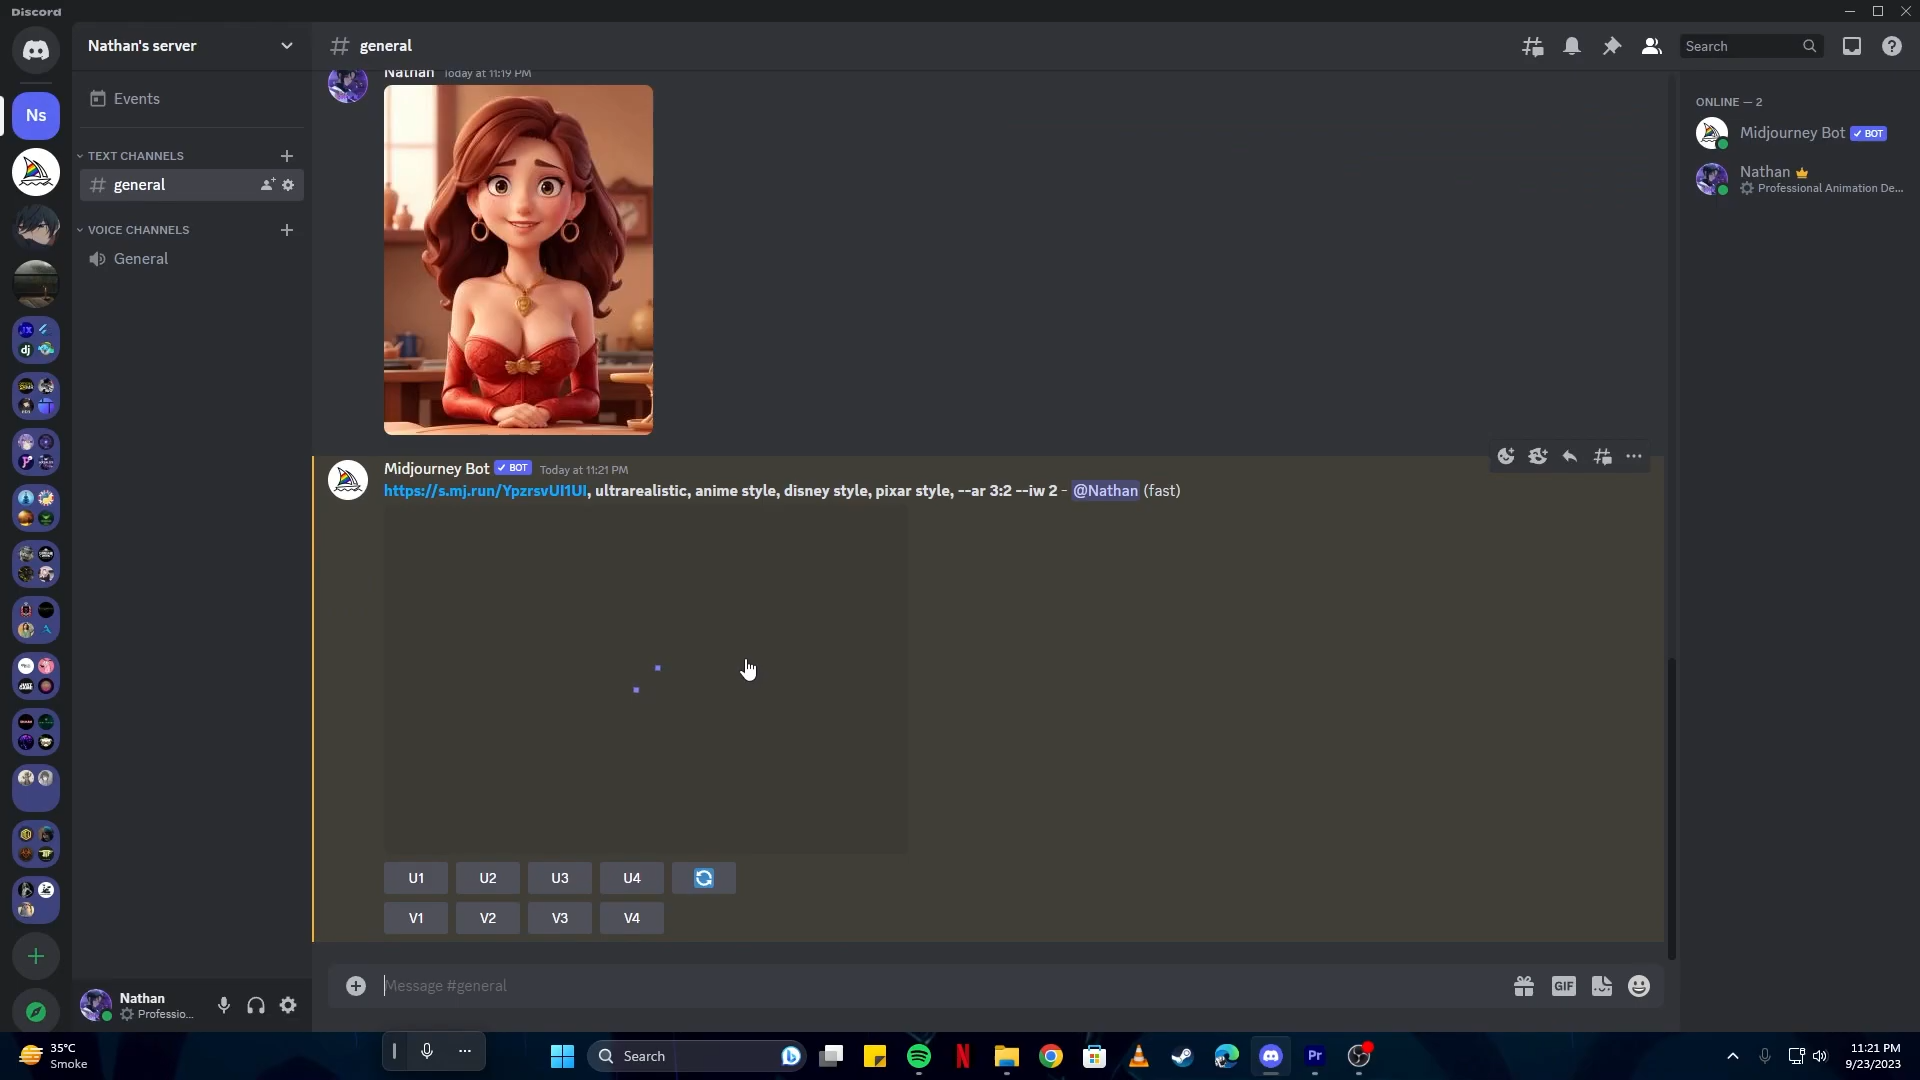 Discord
Nathan's server
general
Search
Ns
Events
TEXT CHANNELS
general
VOICE CHANNELS
General
Nathan Today at 11:19 PM
ONLINE — 2
Midjourney Bot ✓ BOT
Nathan
Professional Animation De...
Midjourney Bot ✓ BOT Today at 11:21 PM
https://s.mj.run/YpzrsvUI1UI, ultrarealistic, anime style, disney style, pixar style, --ar 3:2 --iw 2 - @Nathan (fast)
dj
U1 U2 U3 U4
V1 V2 V3 V4
Message #general
GIF
Nathan
Professio...
35°C
Smoke
Search
N
Pr
11:21 PM
9/23/2023